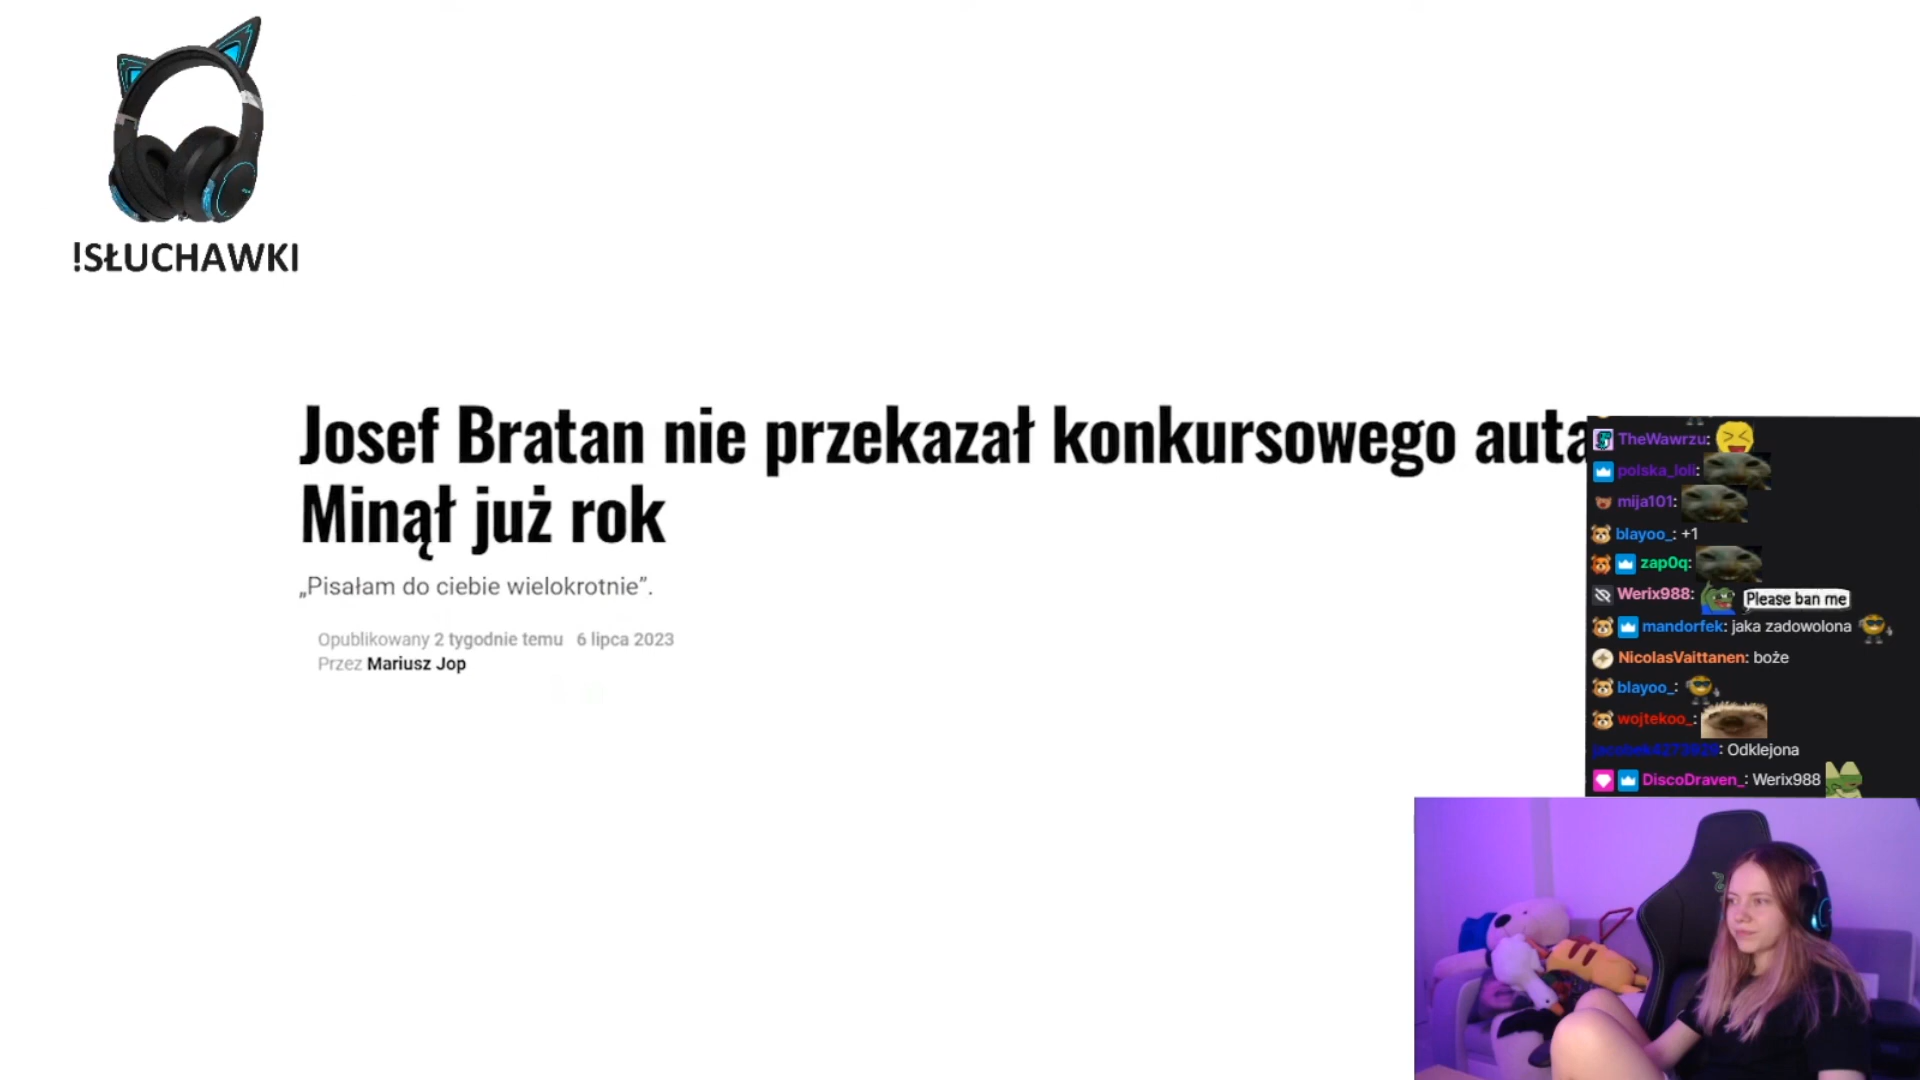 !SŁUCHAWKI
Josef Bratan nie przekazał konkursowego auta
Minął już rok
„Pisałam do ciebie wielokrotnie”.
Opublikowany 2 tygodnie temu 6 lipca 2023
Przez Mariusz Jop
TheWawrzu:
polska_loli:
mija101:
blayoo_: +1
zap0q:
Werix988: Please ban me
mandorfek: jaka zadowolona
NicolasVaittanen: boże
blayoo_:
wojtekoo_:
: Odklejona
DiscoDraven_: Werix988